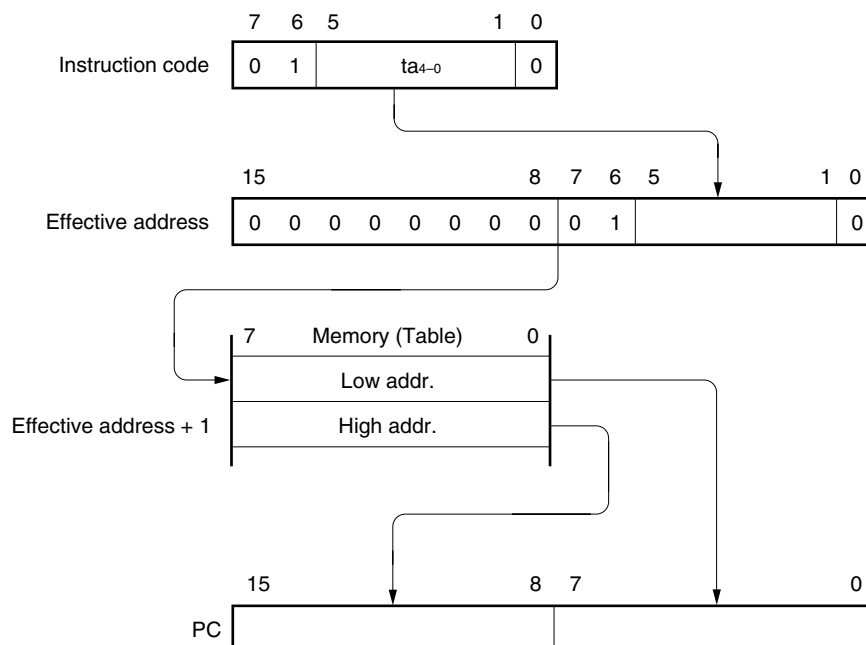 7 6 5 1 0
Instruction code 0 1 ta4–0 0
15 8 7 6 5 1 0
Effective address 0 0 0 0 0 0 0 0 0 1 0
7 Memory (Table) 0
Low addr.
Effective address + 1 High addr.
15 8 7 0
PC